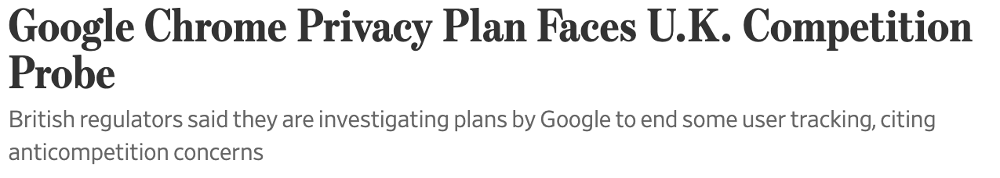 Google Chrome Privacy Plan Faces U.K. Competition
Probe
British regulators said they are investigating plans by Google to end some user tracking, citing
anticompetition concerns